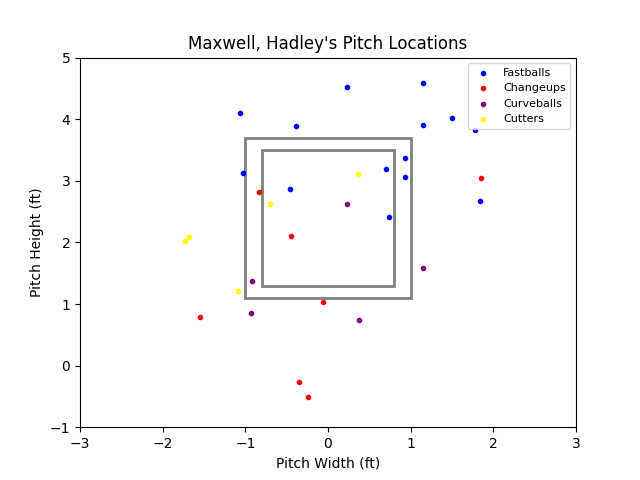 Maxwell, Hadley's Pitch Locations
Fastballs
Changeups
Curveballs
Cutters
5
4
3
2
1
0
−1
Pitch Height (ft)
−3
−2
−1
0
1
2
3
Pitch Width (ft)